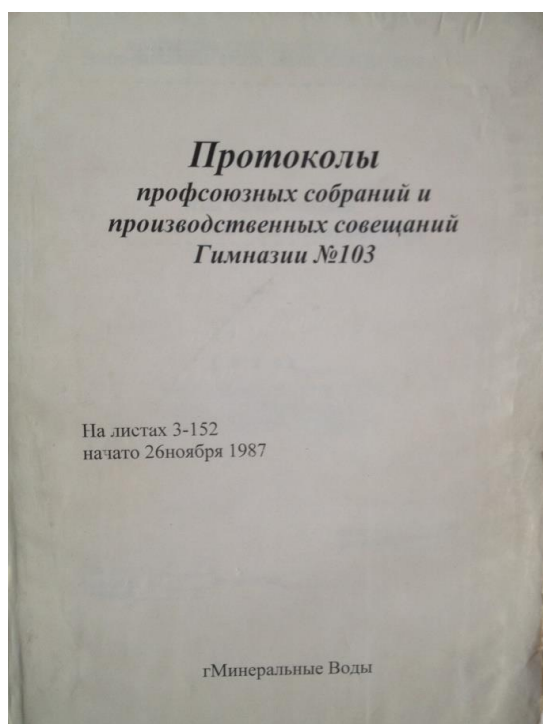 Протоколы
профсоюзных собраний и
производственных совещаний
Гимназии №103
На листах 3-152
начато 26ноября 1987
гМинеральные Воды